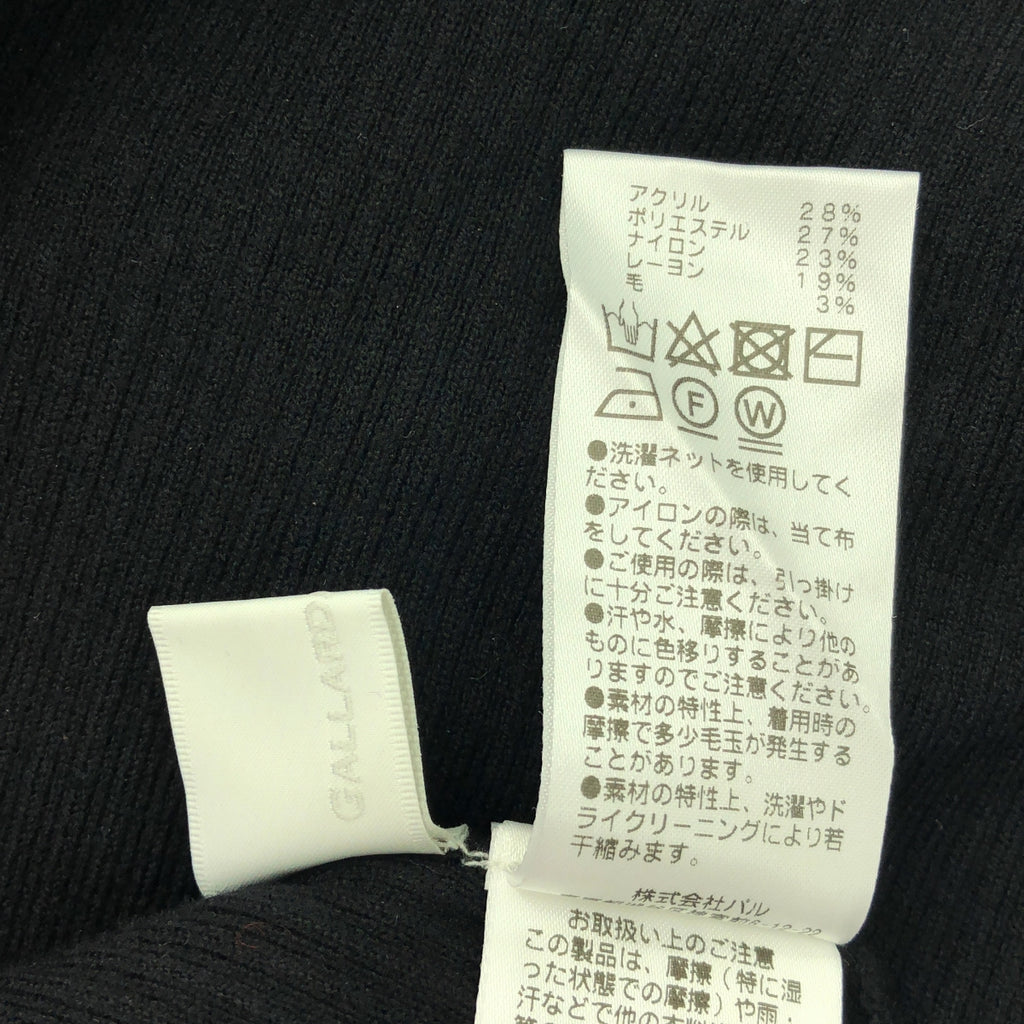 アクリル 28%
ポリエステル 27%
ナイロン 23%
レーヨン 19%
毛 3%
F W
●洗濯ネットを使用してく
ださい。
●アイロンの際は、当て布
をしてください。
●ご使用の際は、引っ掛け
に十分ご注意ください。
●汗や水、摩擦により他の
ものに色移りすることがあ
りますのでご注意ください。
●素材の特性上、着用時の
摩擦で多少毛玉が発生する
ことがあります。
●素材の特性上、洗濯やド
ライクリーニングにより若
干縮みます。
株式会社パル
お取扱い上のご注意
この製品は、摩擦(特に湿
った状態での摩擦)や雨、
汗などで他の
GALLARD